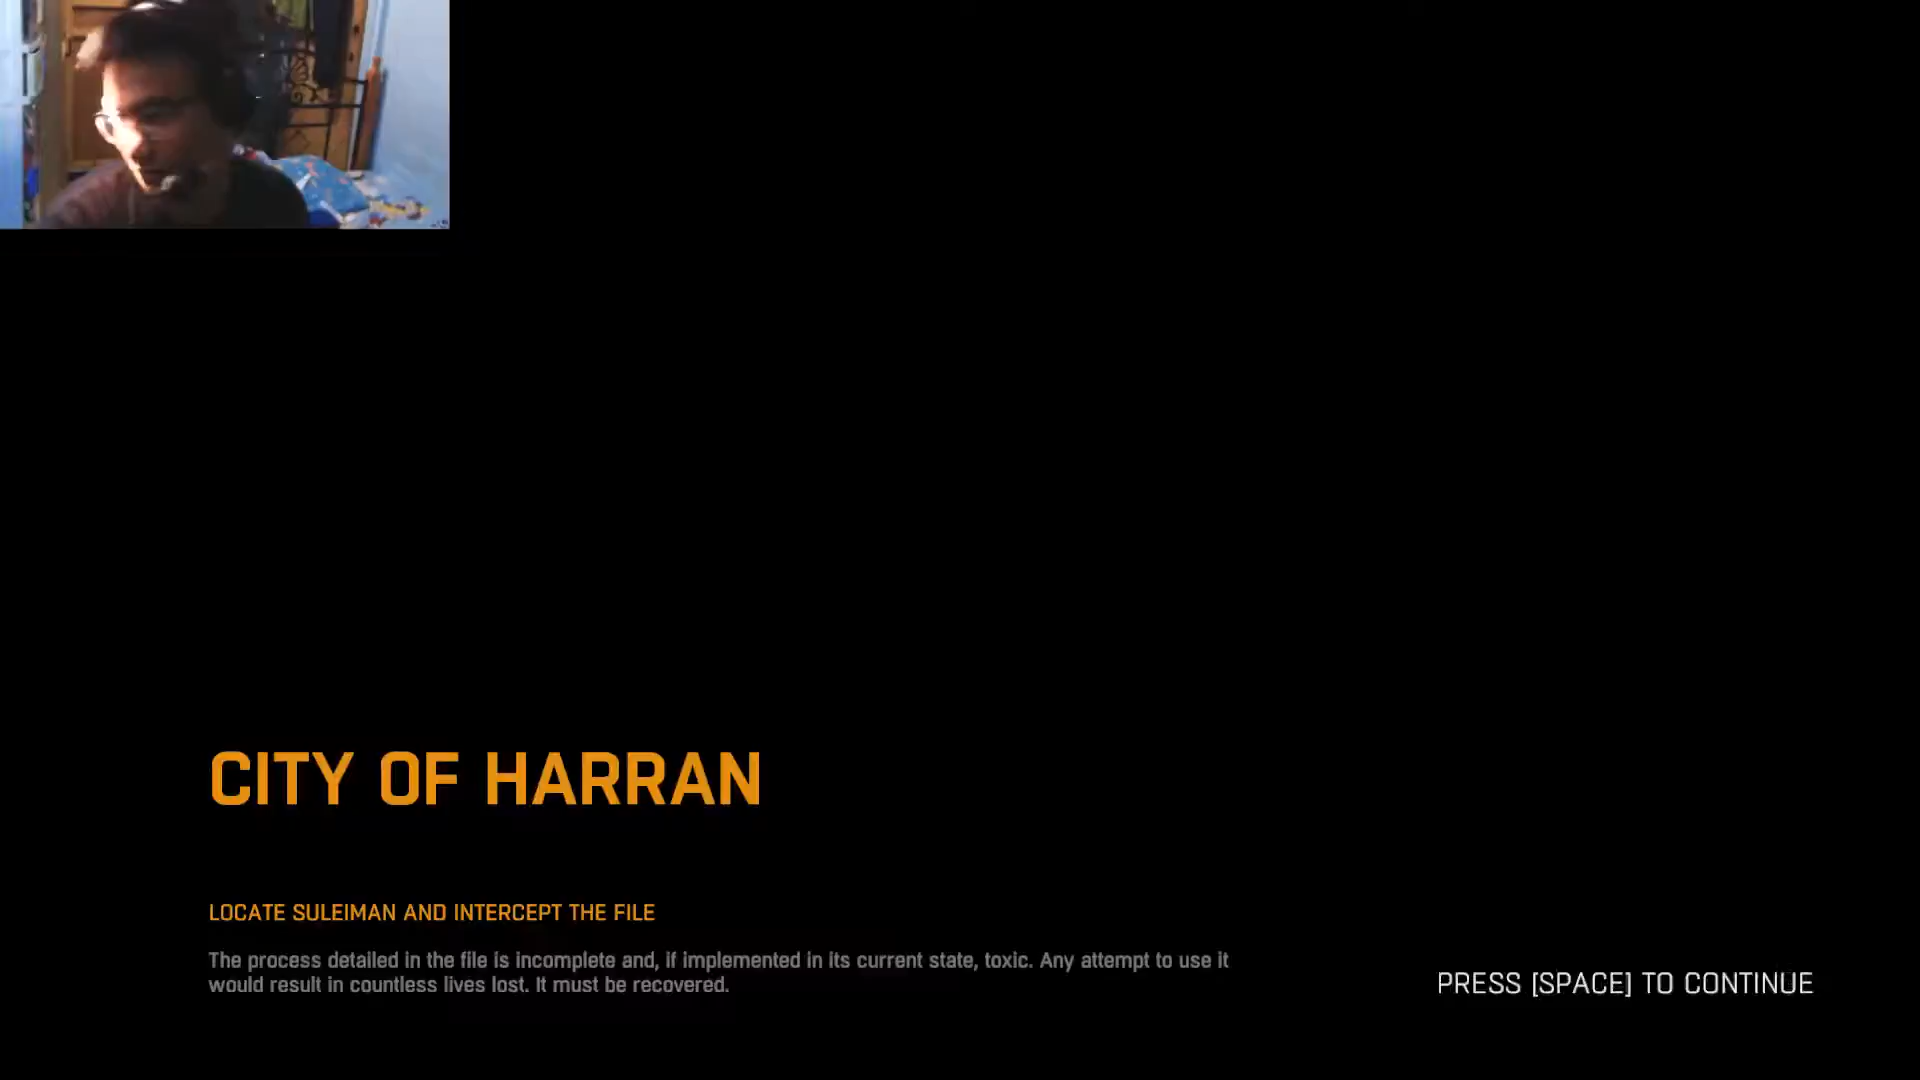 CITY OF HARRAN
LOCATE SULEIMAN AND INTERCEPT THE FILE
The process detailed in the file is incomplete and, if implemented in its current state, toxic. Any attempt to use it
would result in countless lives lost. It must be recovered.
PRESS [SPACE] TO CONTINUE